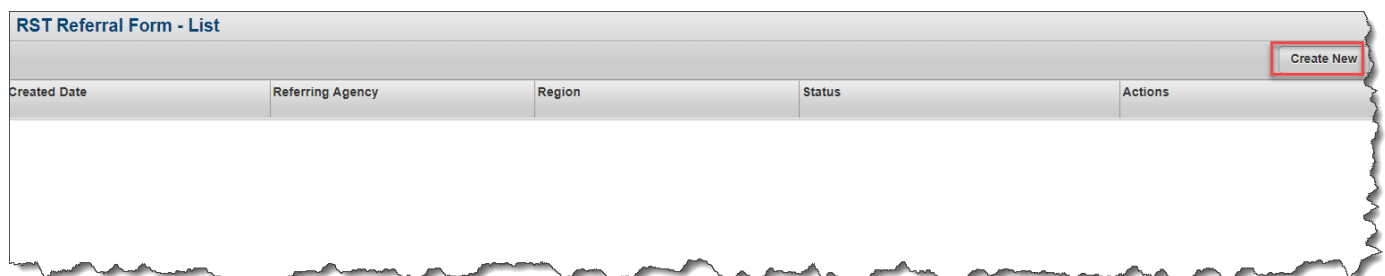 RST Referral Form - List
Create New
Created Date Referring Agency Region Status Actions